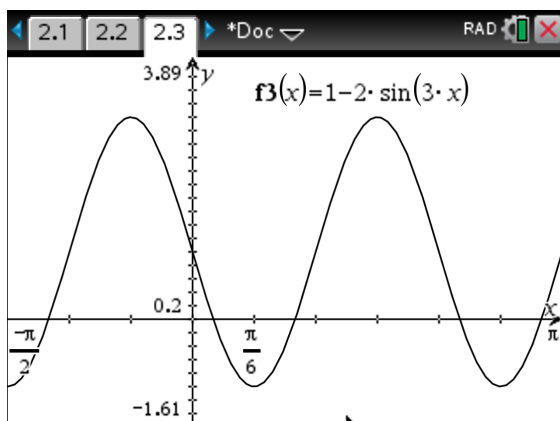 2.1 2.2 2.3 *Doc RAD
3.89 y
f3(x)=1−2· sin(3· x)
0.2 x
−π/2 π/6 π
−1.61